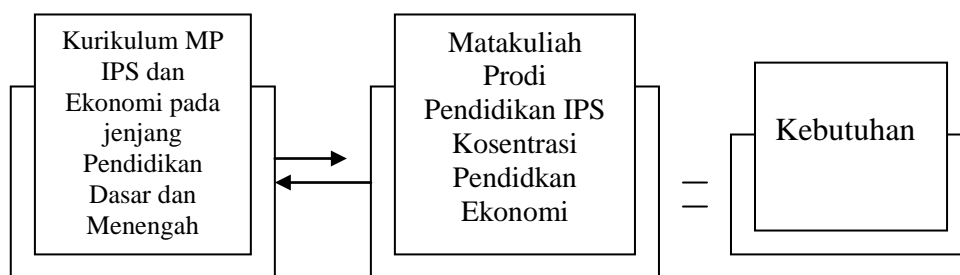 Kurikulum MP
IPS dan
Ekonomi pada
jenjang
Pendidikan
Dasar dan
Menengah
Matakuliah
Prodi
Pendidikan IPS
Kosentrasi
Pendidkan
Ekonomi
=
Kebutuhan